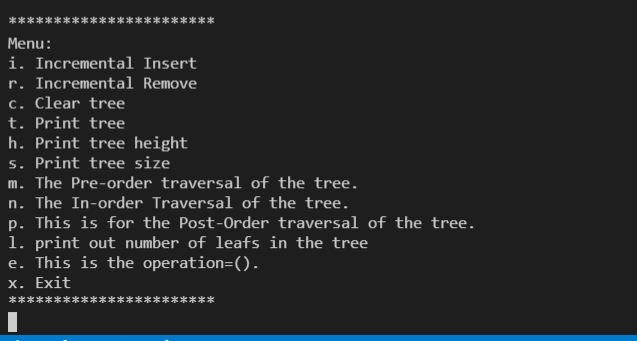 ***********************
Menu:
i. Incremental Insert
r. Incremental Remove
c. Clear tree
t. Print tree
h. Print tree height
s. Print tree size
m. The Pre-order traversal of the tree.
n. The In-order Traversal of the tree.
p. This is for the Post-Order traversal of the tree.
l. print out number of leafs in the tree
e. This is the operation=().
x. Exit
***********************